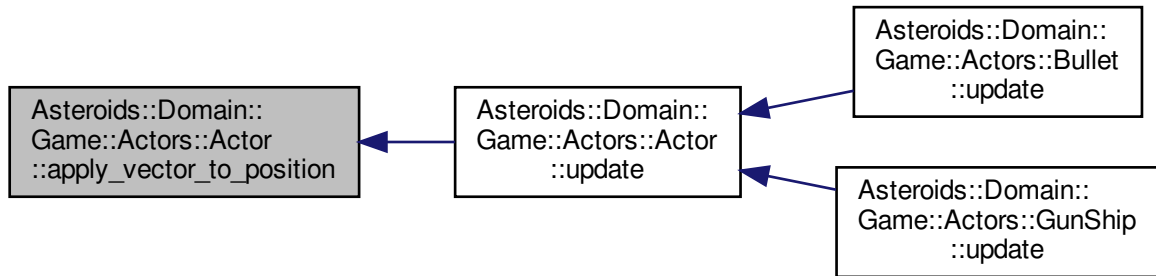 Asteroids::Domain::
Game::Actors::Actor
::apply_vector_to_position
Asteroids::Domain::
Game::Actors::Actor
::update
Asteroids::Domain::
Game::Actors::Bullet
::update
Asteroids::Domain::
Game::Actors::GunShip
::update